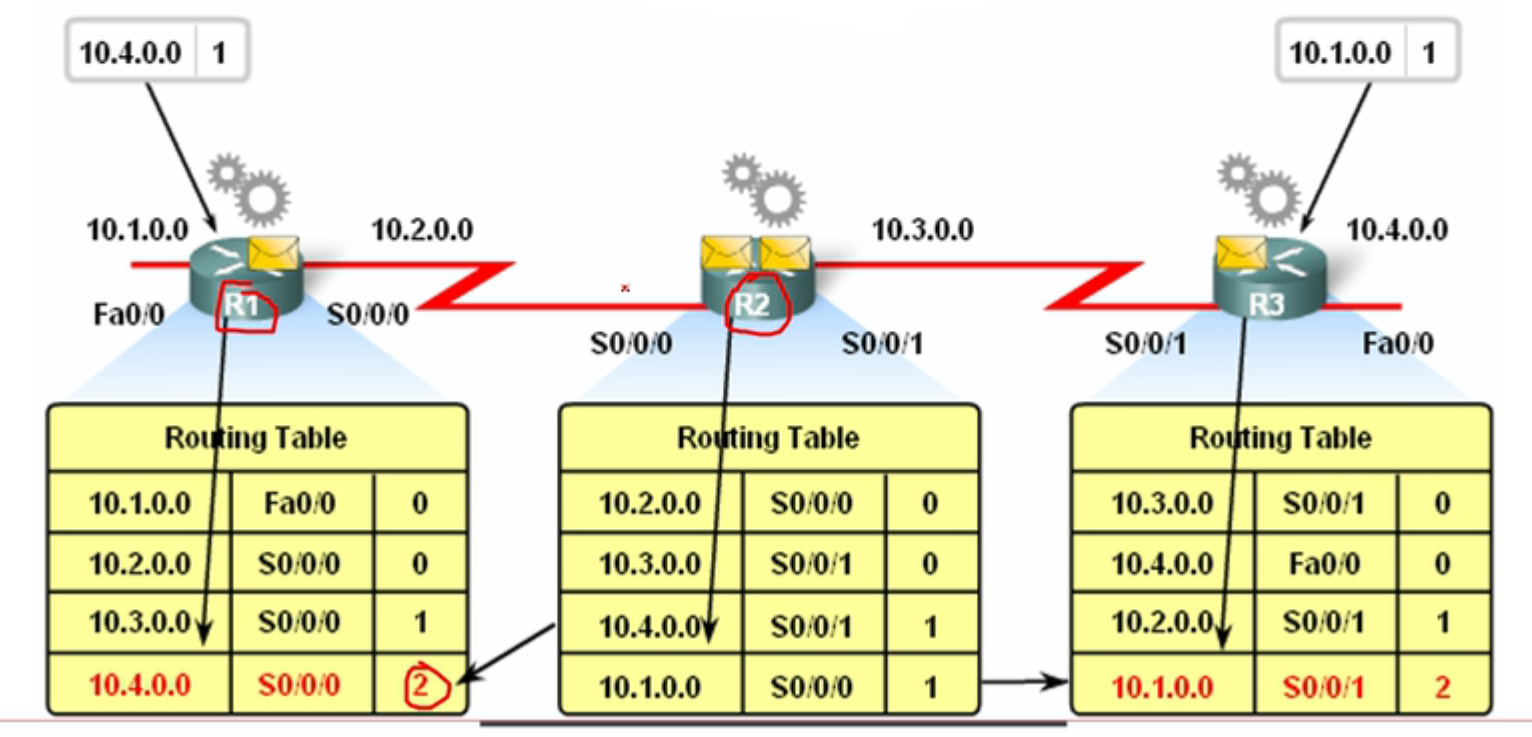 10.4.0.0 1
10.1.0.0 1
10.1.0.0 10.2.0.0 10.3.0.0 10.4.0.0
R1 R2 R3
Fa0/0 S0/0/0
S0/0/0 S0/0/1 S0/0/1 Fa0/0
Routing Table
10.1.0.0 Fa0/0 0
10.2.0.0 S0/0/0 0
10.3.0.0 S0/0/0 1
10.4.0.0 S0/0/0 2
Routing Table
10.2.0.0 S0/0/0 0
10.3.0.0 S0/0/1 0
10.4.0.0 S0/0/1 1
10.1.0.0 S0/0/0 1
Routing Table
10.3.0.0 S0/0/1 0
10.4.0.0 Fa0/0 0
10.2.0.0 S0/0/1 1
10.1.0.0 S0/0/1 2